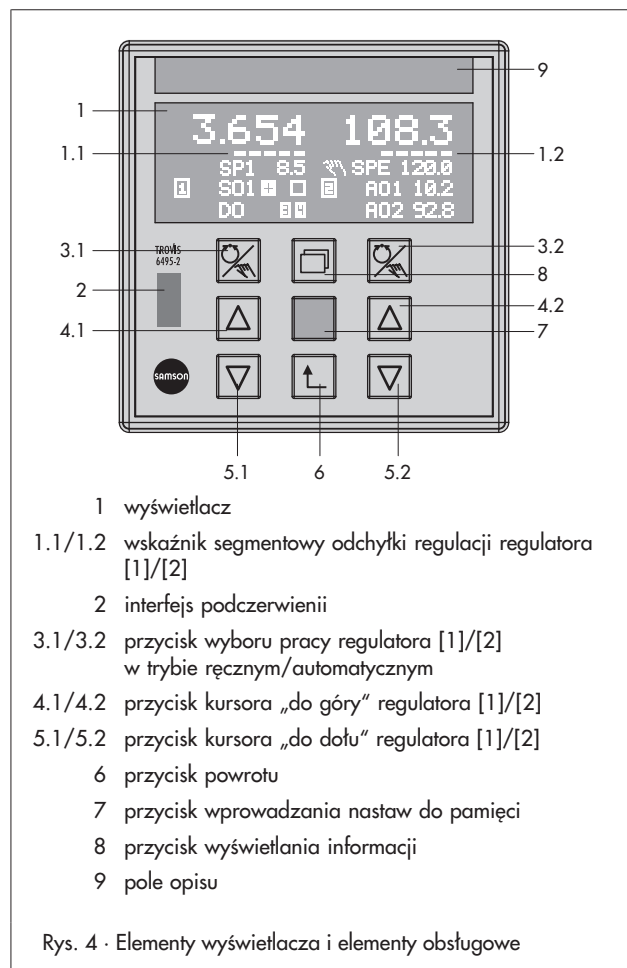 9
1
3.654 108.3
1.1
1.2
SP1 8.5 SPE 120.0
1 SO1 2 AO1 10.2
DO 3 4 AO2 92.8
3.1
TROVIS
6495-2
3.2
8
2
4.1
4.2
7
SAMSON
5.1 6 5.2
1 wyświetlacz
1.1/1.2 wskaźnik segmentowy odchyłki regulacji regulatora
[1]/[2]
2 interfejs podczerwienii
3.1/3.2 przycisk wyboru pracy regulatora [1]/[2]
w trybie ręcznym/automatycznym
4.1/4.2 przycisk kursora „do góry“ regulatora [1]/[2]
5.1/5.2 przycisk kursora „do dołu“ regulatora [1]/[2]
6 przycisk powrotu
7 przycisk wprowadzania nastaw do pamięci
8 przycisk wyświetlania informacji
9 pole opisu
Rys. 4 · Elementy wyświetlacza i elementy obsługowe